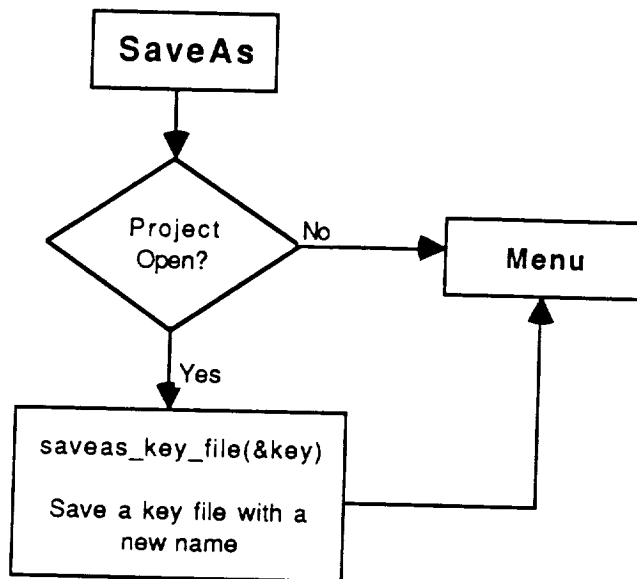 SaveAs
Project
Open?
No
Menu
Yes
saveas_key_file(&key)
Save a key file with a
new name